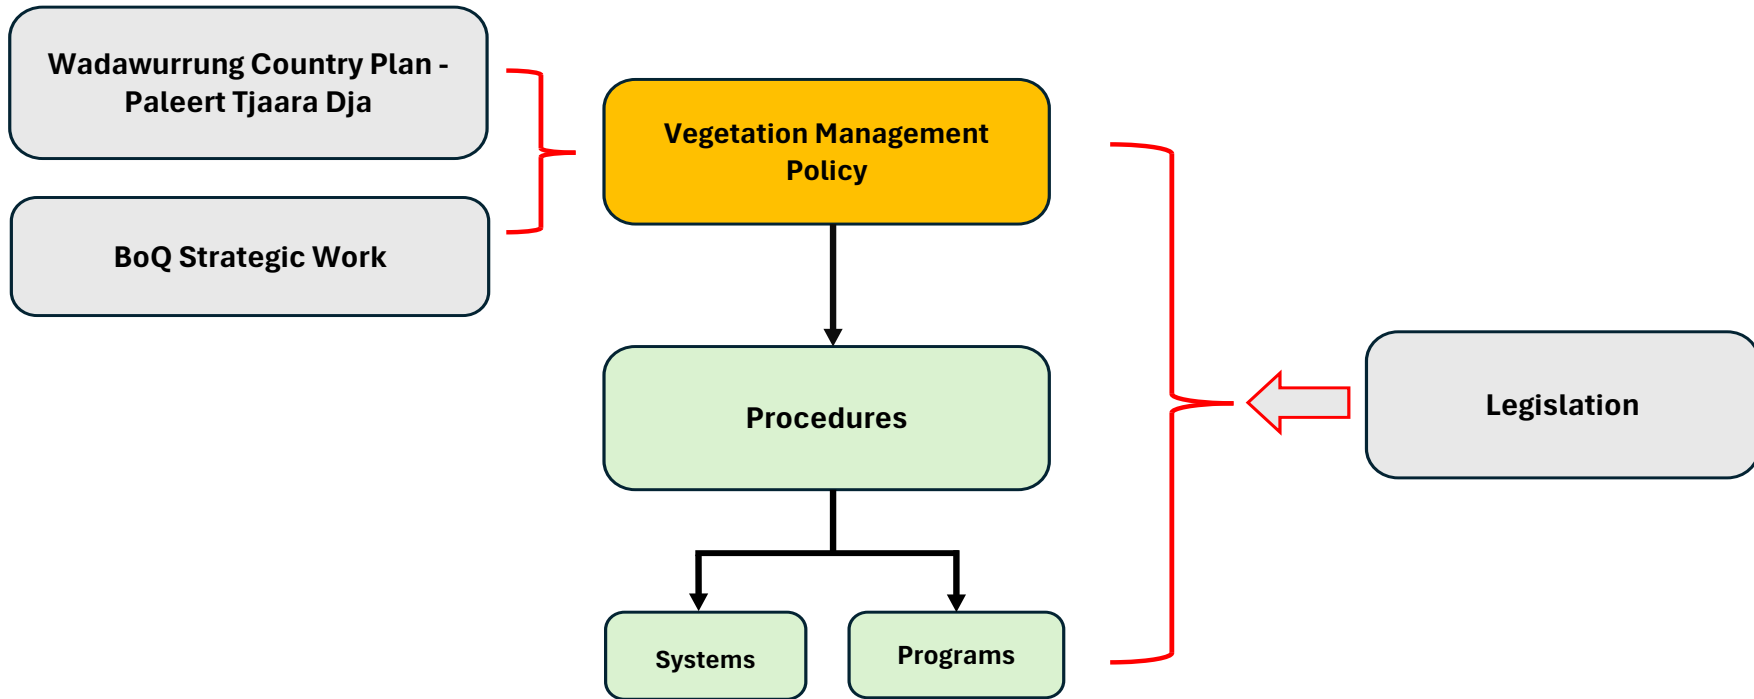 Wadawurrung Country Plan -
Paleert Tjaara Dja
BoQ Strategic Work
Vegetation Management
Policy
Procedures
Systems
Programs
Legislation